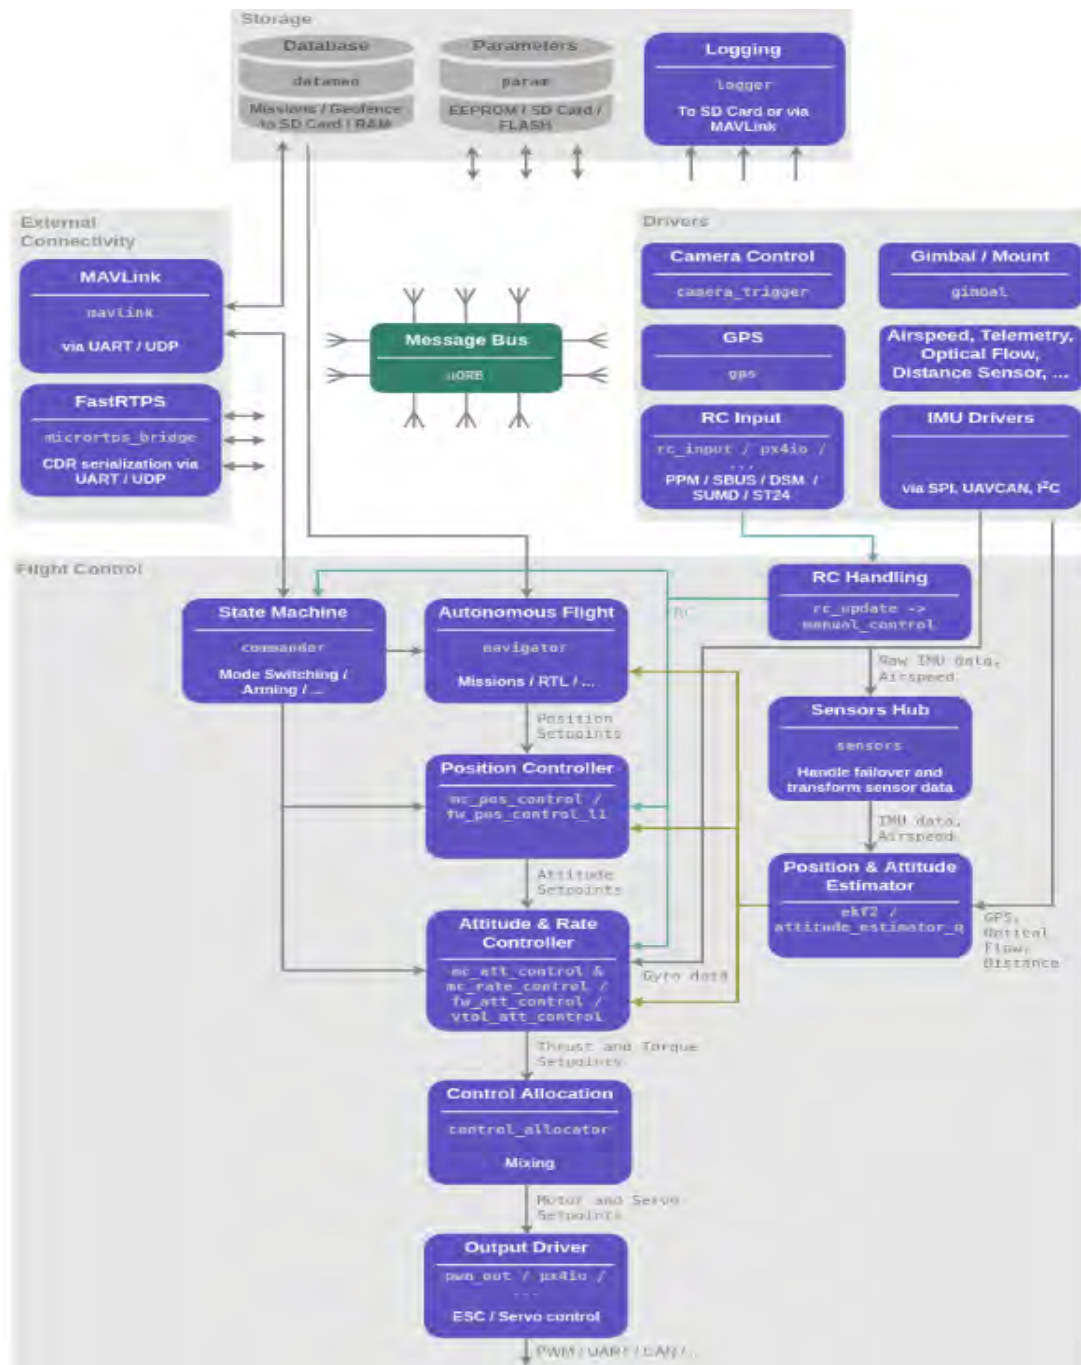 Storage
Database
dataman
Missions / Geofence
to SD Card / RAM
Parameters
param
EEPROM / SD Card /
FLASH
Logging
logger
To SD Card or via
MAVLink
External
Connectivity
MAVLink
mavlink
via UART / UDP
FastRTPS
micrortps_bridge
CDR serialization via
UART / UDP
Message Bus
uORB
Drivers
Camera Control
camera_trigger
Gimbal / Mount
gimbal
GPS
gps
Airspeed, Telemetry,
Optical Flow,
Distance Sensor, ...
RC Input
rc_input / px4io /
...
PPM / SBUS / DSM /
SUMD / ST24
IMU Drivers
via SPI, UAVCAN, I²C
Flight Control
State Machine
commander
Mode Switching /
Arming / ...
Autonomous Flight
navigator
Missions / RTL / ...
RC
RC Handling
rc_update ->
manual_control
Raw IMU data,
Airspeed
Position
Setpoints
Sensors Hub
sensors
Handle failover and
transform sensor data
Position Controller
mc_pos_control /
fw_pos_control_l1
IMU data,
Airspeed
Attitude
Setpoints
Position & Attitude
Estimator
ekf2 /
attitude_estimator_q
GPS,
Optical
Flow,
Distance
Attitude & Rate
Controller
mc_att_control &
mc_rate_control /
fw_att_control /
vtol_att_control
Gyro data
Thrust and Torque
Setpoints
Control Allocation
control_allocator
Mixing
Motor and Servo
Setpoints
Output Driver
pwm_out / px4io /
...
ESC / Servo control
PWM / UART / CAN / ...